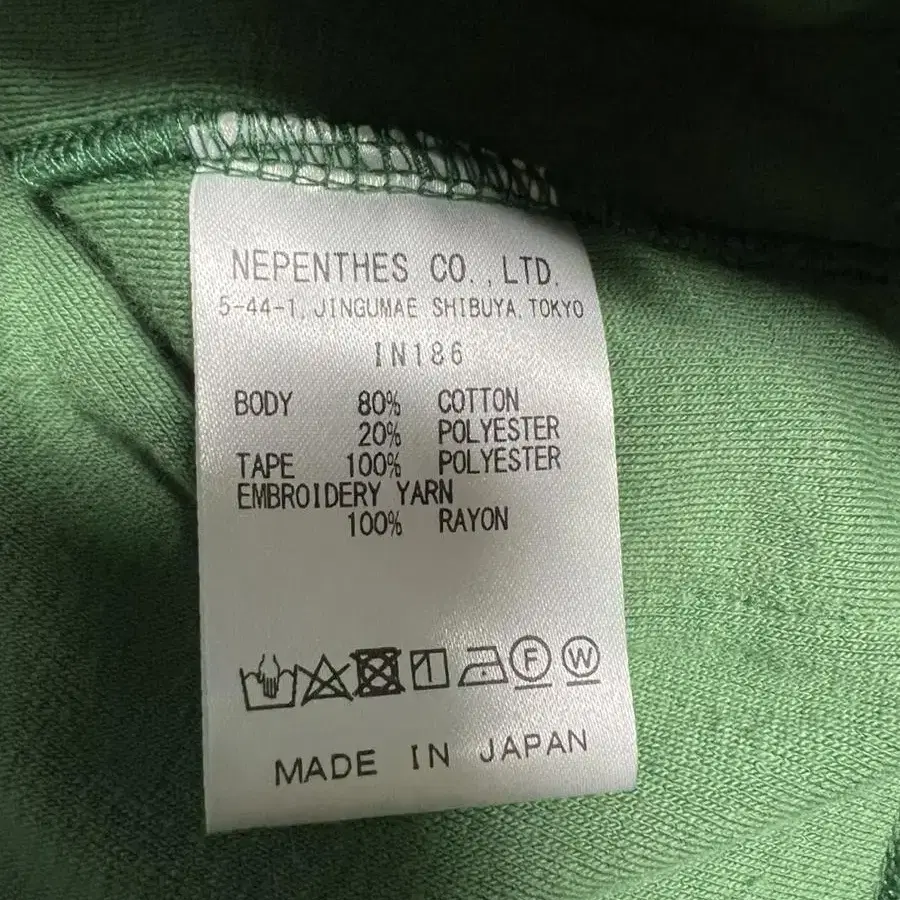 NEPENTHES CO., LTD.
5-44-1, JINGUMAE SHIBUYA, TOKYO
IN186
BODY 80% COTTON
20% POLYESTER
TAPE 100% POLYESTER
EMBROIDERY YARN
100% RAYON
F W
MADE IN JAPAN